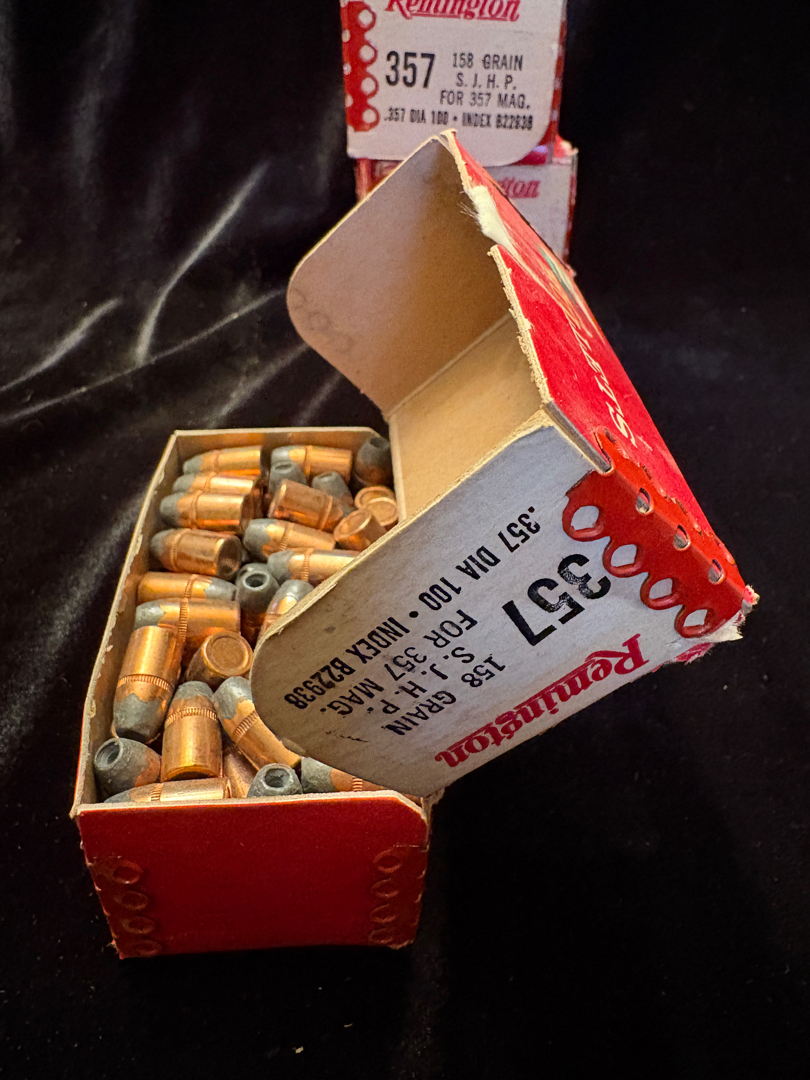 Remington
357
158 GRAIN
S. J. H. P.
FOR 357 MAG.
.357 DIA 100 • INDEX B22938
Remington
357
158 GRAIN
S. J. H. P.
FOR 357 MAG.
.357 DIA 100 • INDEX B22938